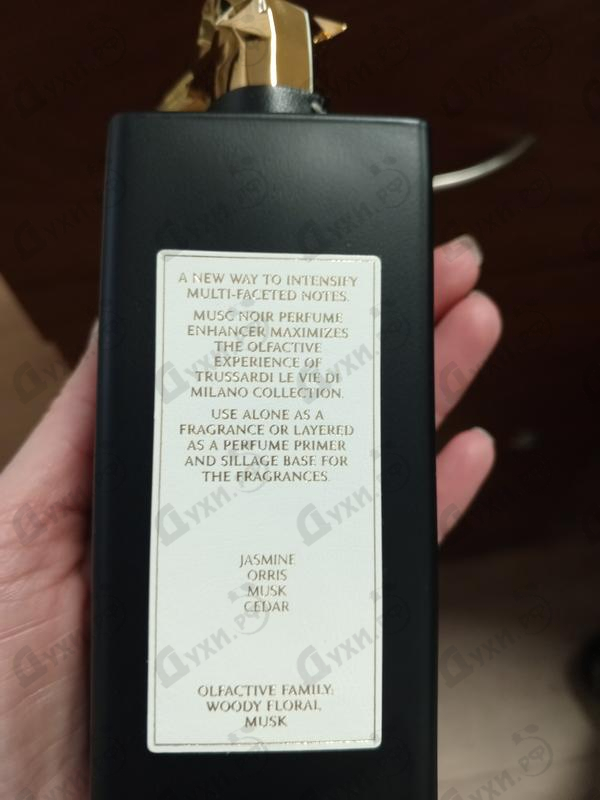 A NEW WAY TO INTENSIFY
MULTI-FACETED NOTES.
MUSC NOIR PERFUME
ENHANCER MAXIMIZES
THE OLFACTIVE
EXPERIENCE OF
TRUSSARDI LE VIE DI
MILANO COLLECTION.
USE ALONE AS A
FRAGRANCE OR LAYERED
AS A PERFUME PRIMER
AND SILLAGE BASE FOR
THE FRAGRANCES.
JASMINE
ORRIS
MUSK
CEDAR
OLFACTIVE FAMILY:
WOODY FLORAL,
MUSK
Духи.рф